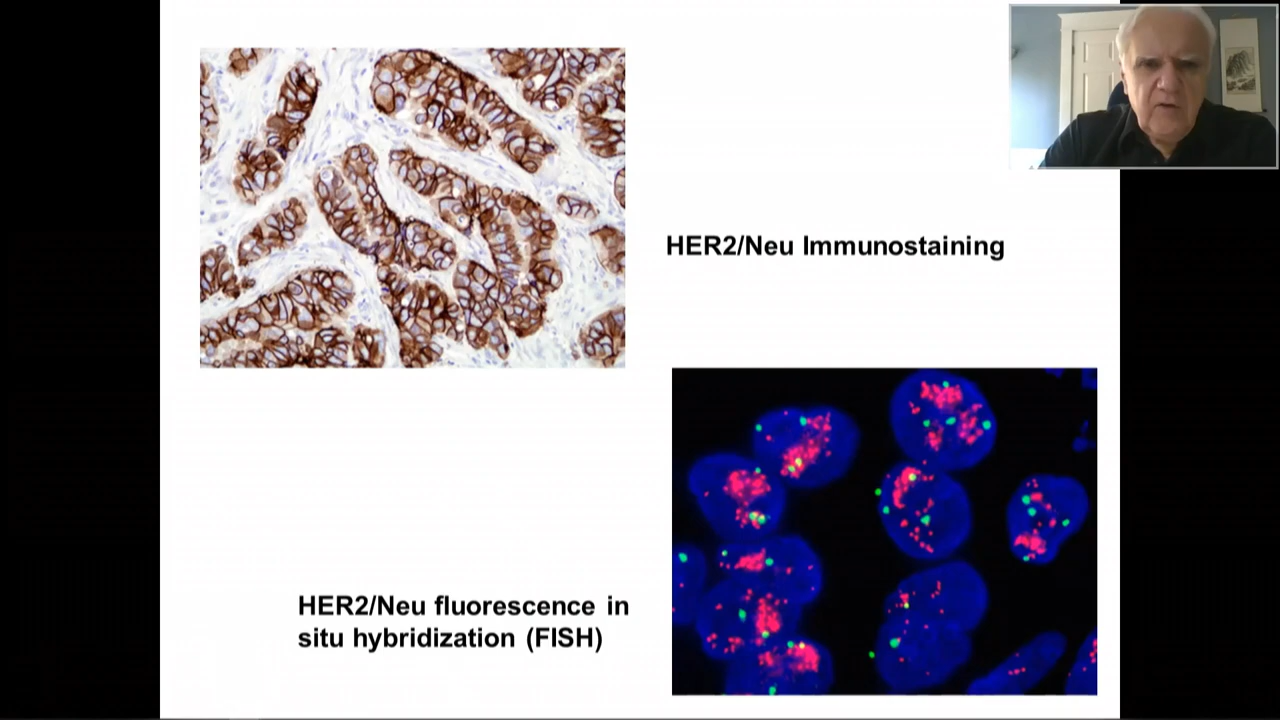 HER2/Neu Immunostaining
HER2/Neu fluorescence in
situ hybridization (FISH)